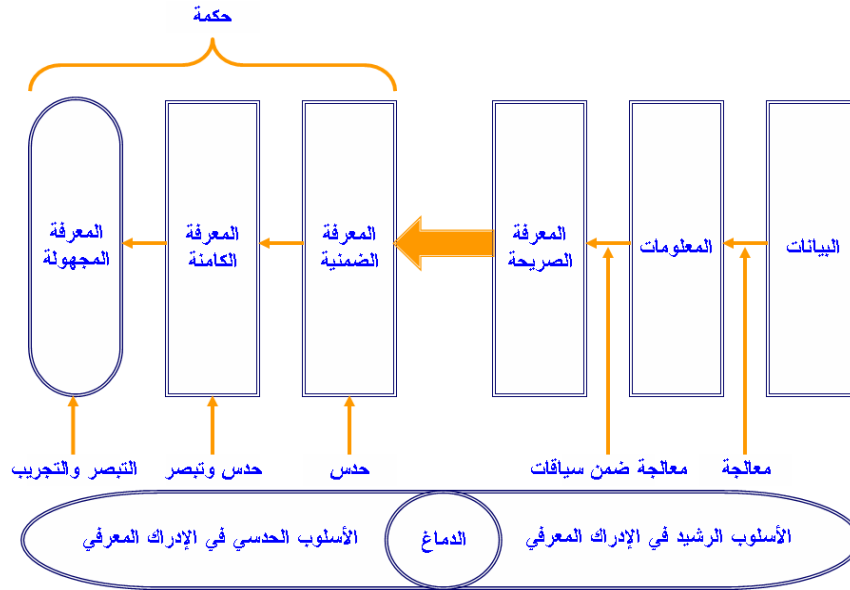 حكمة
البيانات
المعلومات
المعرفة
الصريحة
المعرفة
الضمنية
المعرفة
الكامنة
المعرفة
المجهولة
معالجة
معالجة ضمن سياقات
حدس
حدس وتبصر
التبصر والتجريب
الأسلوب الرشيد في الإدراك المعرفي
الدماغ
الأسلوب الحدسي في الإدراك المعرفي